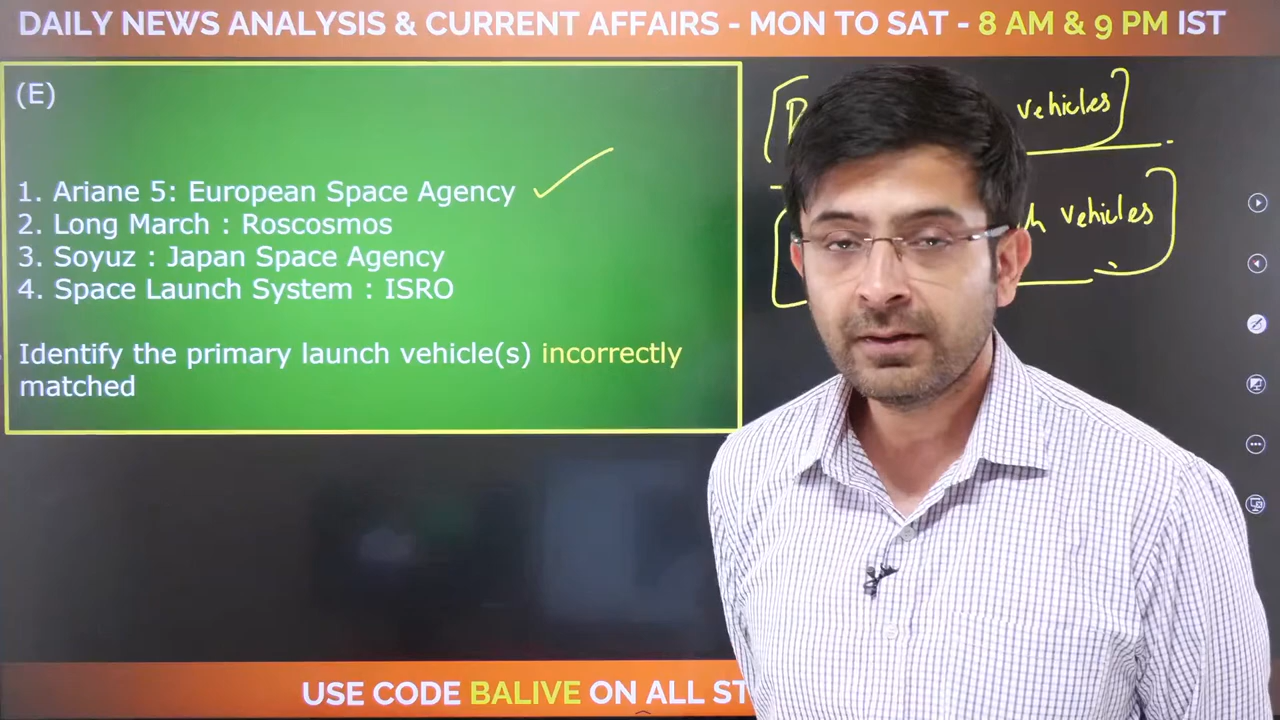 DAILY NEWS ANALYSIS & CURRENT AFFAIRS - MON TO SAT - 8 AM & 9 PM IST
(E)
1. Ariane 5: European Space Agency
2. Long March : Roscosmos
3. Soyuz : Japan Space Agency
4. Space Launch System : ISRO
Identify the primary launch vehicle(s) incorrectly
matched
vehicles
vehicles
USE CODE BALIVE ON ALL